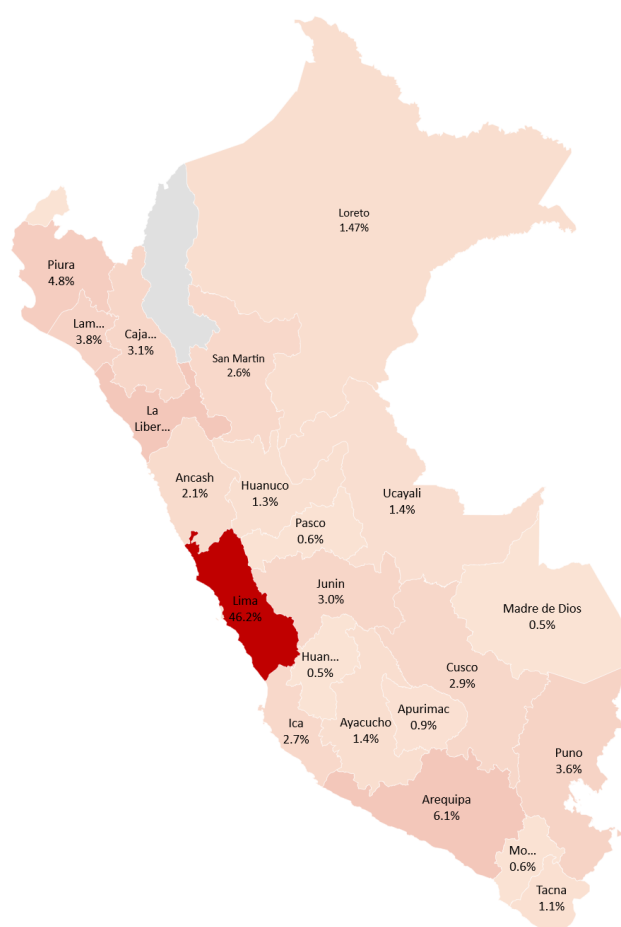 Loreto
1.47%
Piura
4.8%
Lam...
3.8%
Caja...
3.1%
San Martin
2.6%
La
Liber...
Ancash
2.1%
Huanuco
1.3%
Ucayali
1.4%
Pasco
0.6%
Junin
3.0%
Lima
46.2%
Madre de Dios
0.5%
Huan...
0.5%
Cusco
2.9%
Apurimac
0.9%
Ica
2.7%
Ayacucho
1.4%
Puno
3.6%
Arequipa
6.1%
Mo...
0.6%
Tacna
1.1%